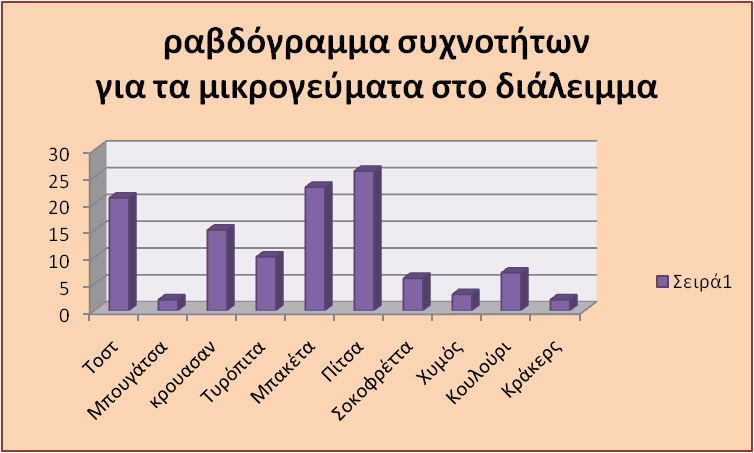 ραβδόγραμμα συχνοτήτων
για τα μικρογεύματα στο διάλειμμα
30
25
20
15
10
5
0
Τοστ
Μπουγάτσα
κρουασαν
Τυρόπιτα
Μπακέτα
Πίτσα
Σοκοφρέττα
Χυμός
Κουλούρι
Κράκερς
Σειρά1